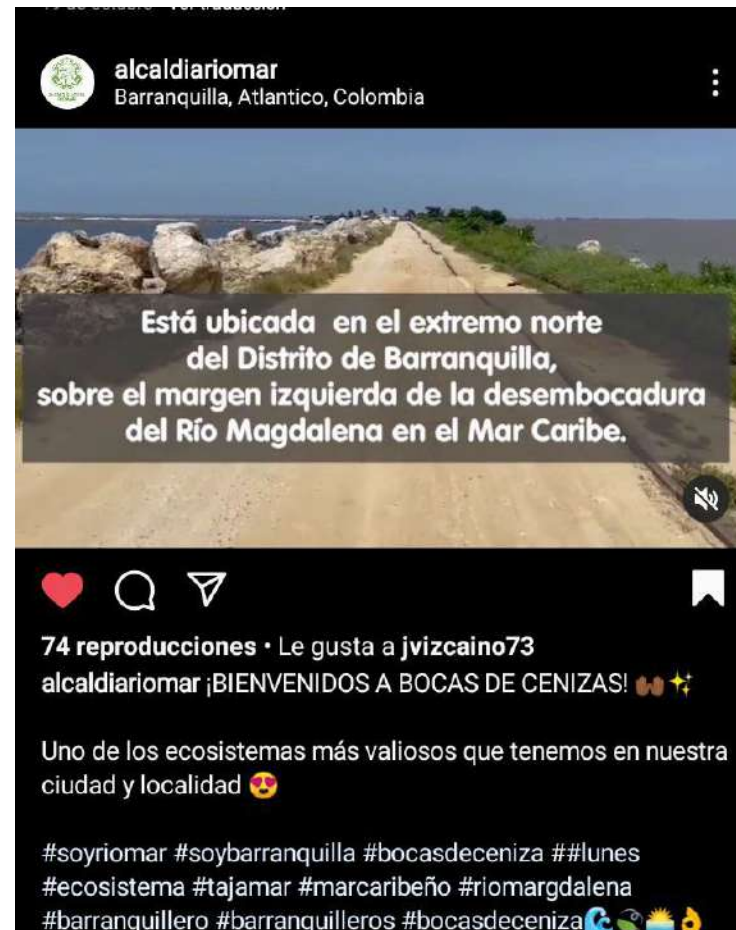 alcaldiariomar
Barranquilla, Atlantico, Colombia
Está ubicada en el extremo norte
del Distrito de Barranquilla,
sobre el margen izquierda de la desembocadura
del Río Magdalena en el Mar Caribe.
74 reproducciones • Le gusta a jvizcaino73
alcaldiariomar ¡BIENVENIDOS A BOCAS DE CENIZAS! 🙌🏾✨
Uno de los ecosistemas más valiosos que tenemos en nuestra
ciudad y localidad 😍
#soyriomar #soybarranquilla #bocasdeceniza ##lunes
#ecosistema #tajamar #marcaribeño #riomargdalena
#barranquillero #barranquilleros #bocasdeceniza🌊🍃🌅👌